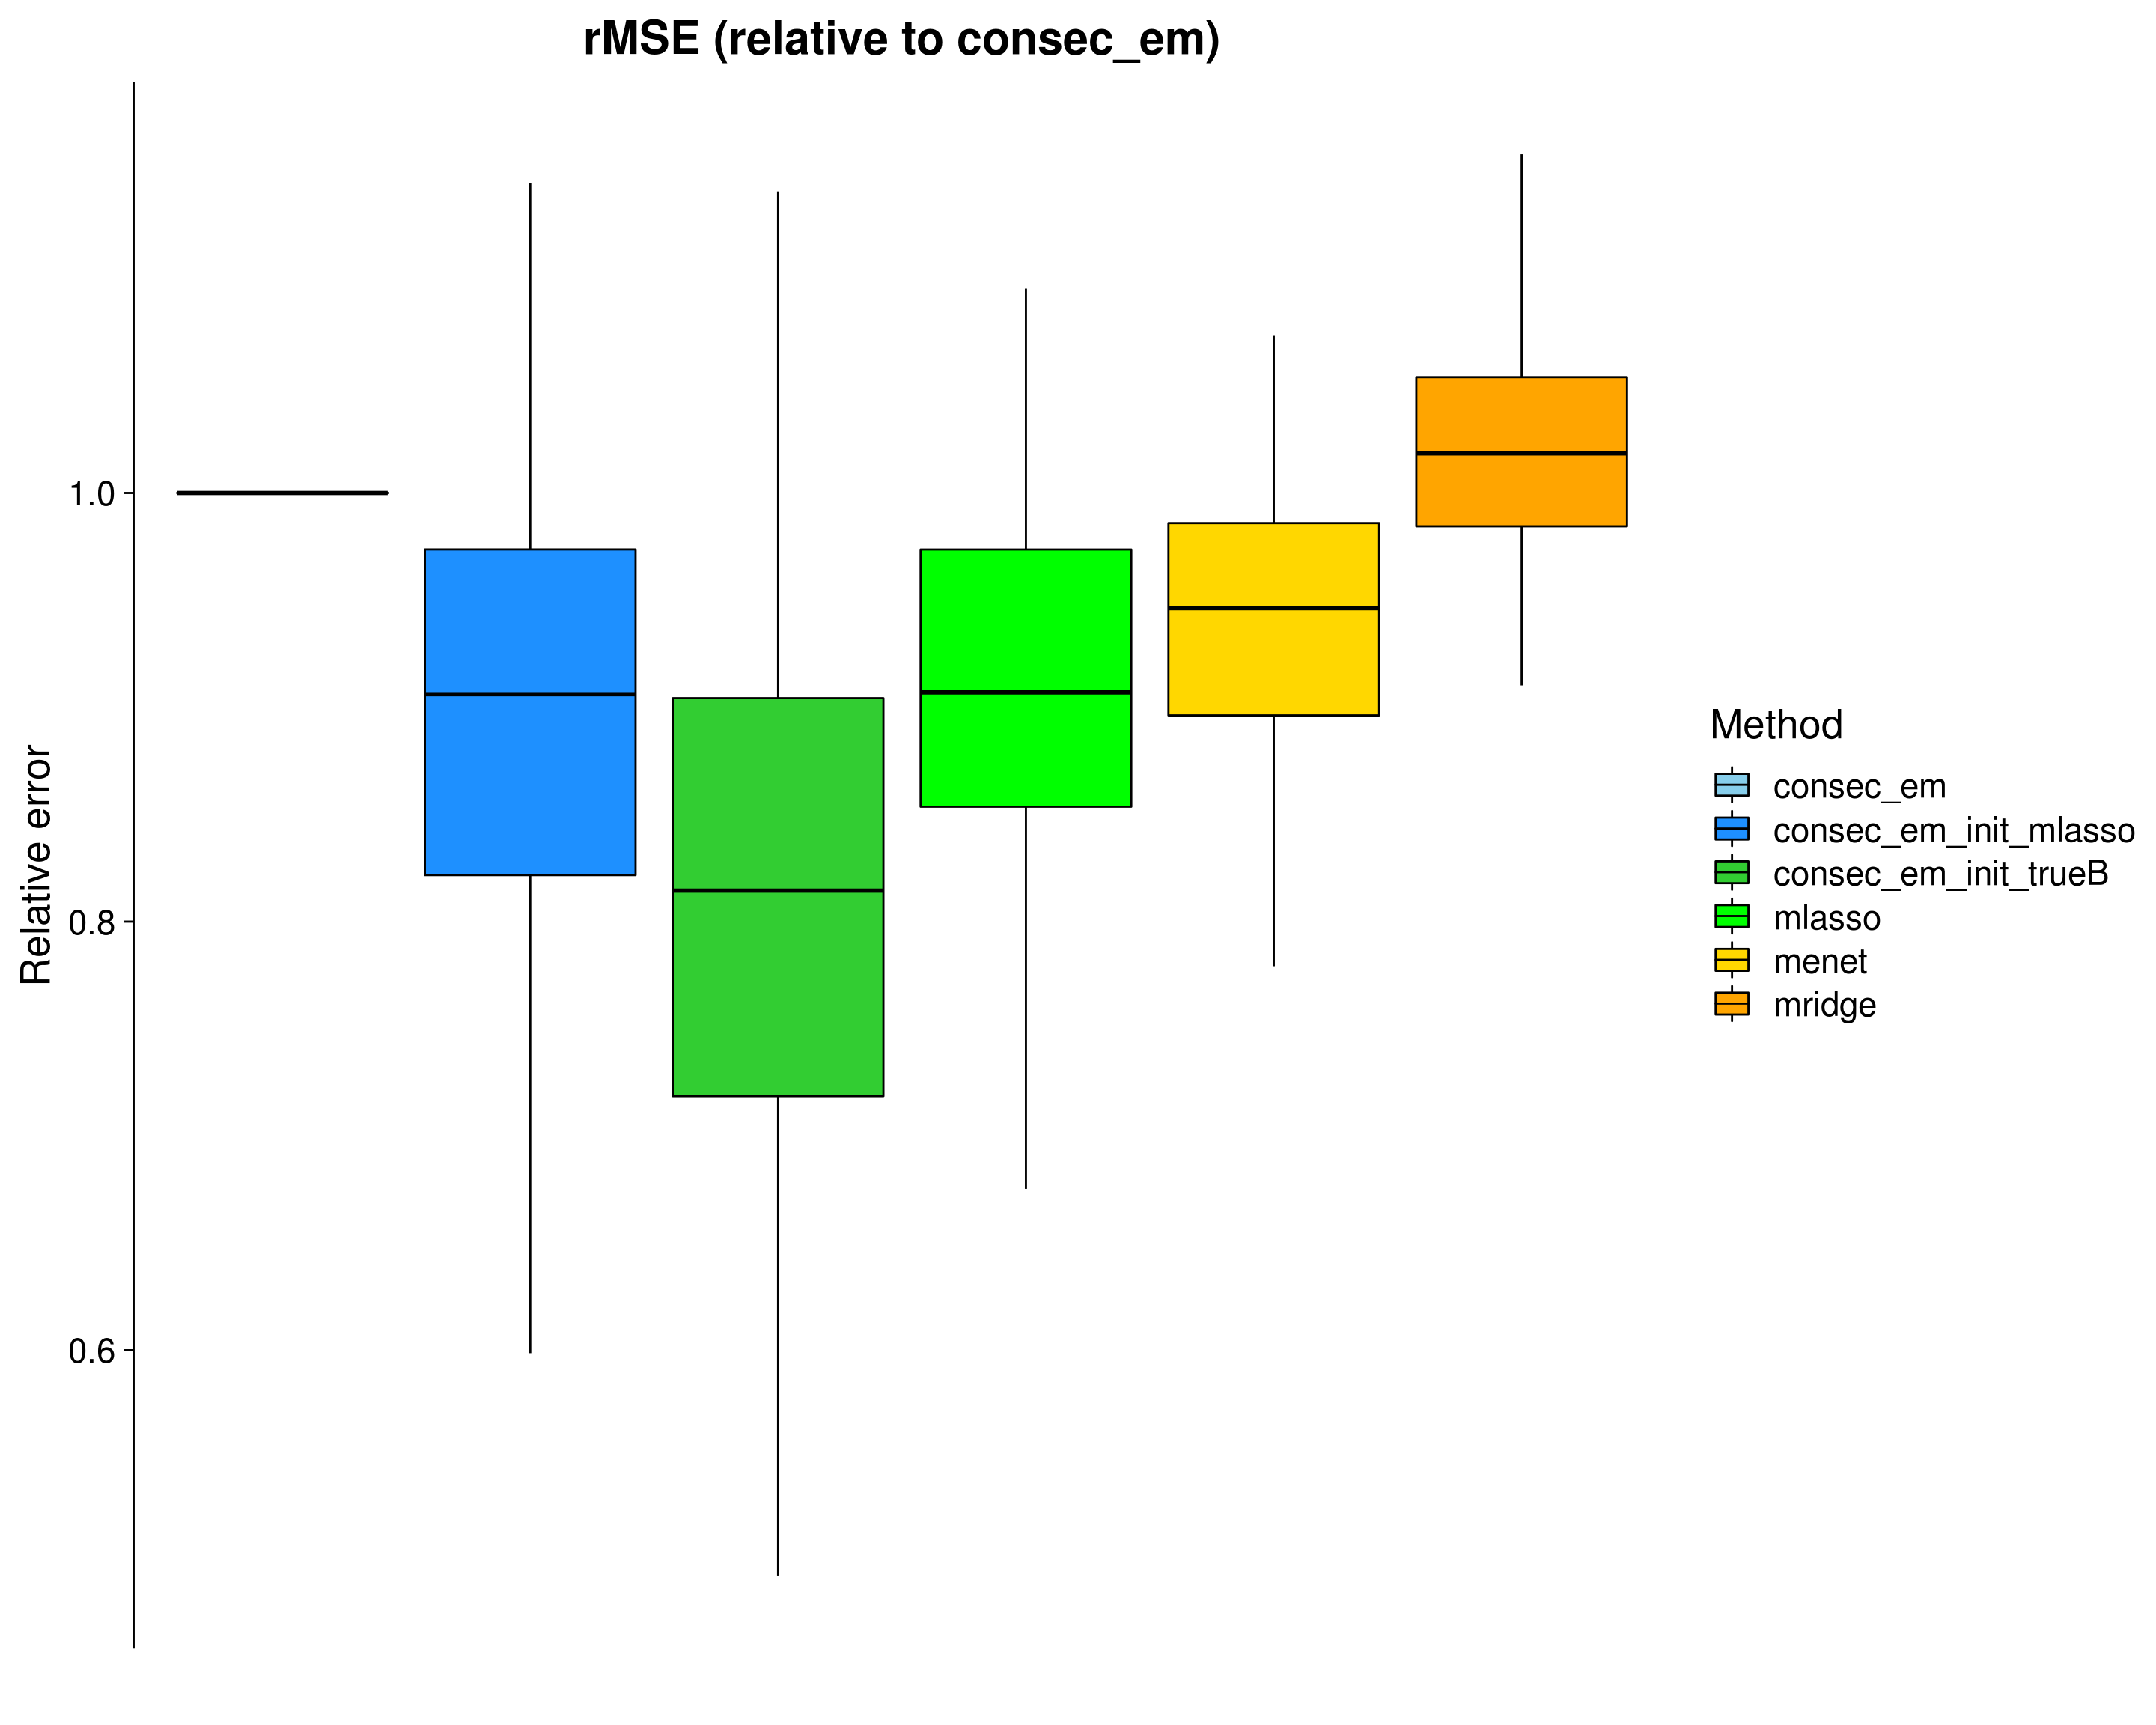 rMSE (relative to consec_em)
Relative error
1.0
0.8
0.6
Method
consec_em
consec_em_init_mlasso
consec_em_init_trueB
mlasso
menet
mridge